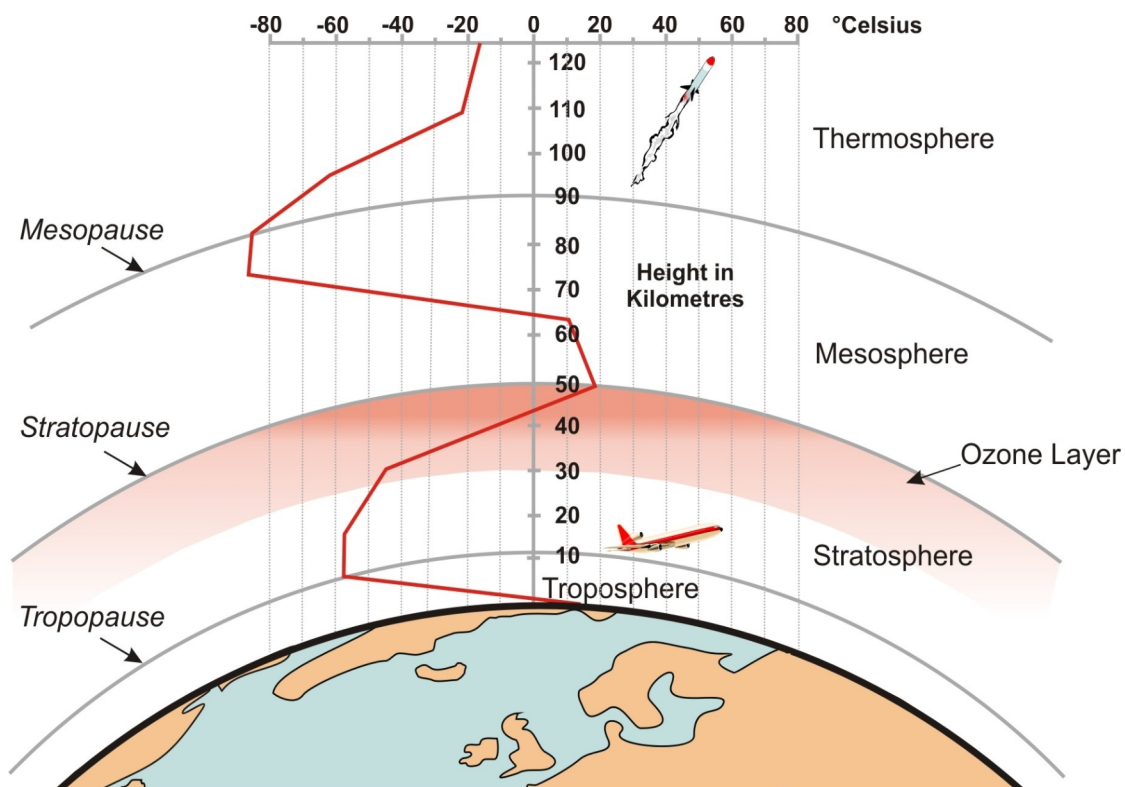 -80 -60 -40 -20 0 20 40 60 80 °Celsius
120
110
Thermosphere
100
90
Mesopause
80
Height in
Kilometres
70
60
Mesosphere
50
Stratopause
40
Ozone Layer
30
20
Stratosphere
10
Troposphere
Tropopause